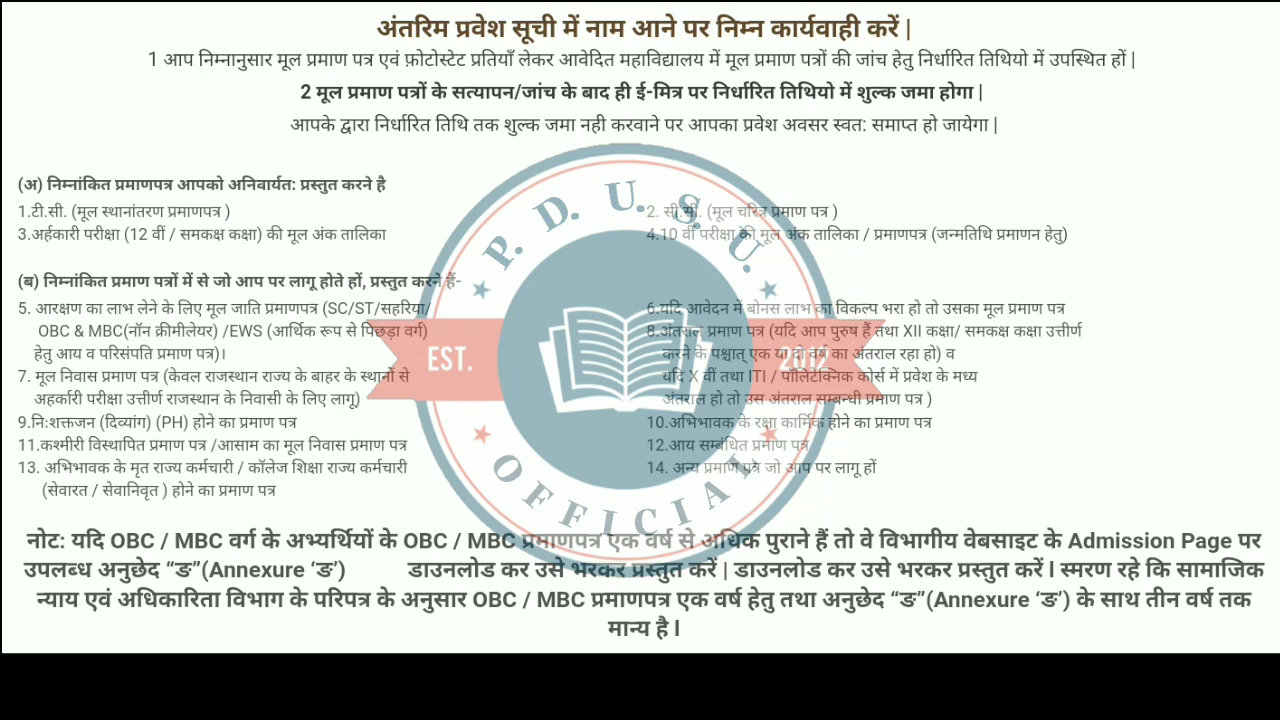 अंतरिम प्रवेश सूची में नाम आने पर निम्न कार्यवाही करें |
1 आप निम्नानुसार मूल प्रमाण पत्र एवं फ़ोटोस्टेट प्रतियाँ लेकर आवेदित महाविद्यालय में मूल प्रमाण पत्रों की जांच हेतु निर्धारित तिथियो में उपस्थित हों |
2 मूल प्रमाण पत्रों के सत्यापन/जांच के बाद ही ई-मित्र पर निर्धारित तिथियो में शुल्क जमा होगा |
आपके द्वारा निर्धारित तिथि तक शुल्क जमा नही करवाने पर आपका प्रवेश अवसर स्वत: समाप्त हो जायेगा |
(अ) निम्नांकित प्रमाणपत्र आपको अनिवार्यत: प्रस्तुत करने है
1.टी.सी. (मूल स्थानांतरण प्रमाणपत्र )
2. सी.सी. (मूल चरित्र प्रमाण पत्र )
3.अर्हकारी परीक्षा (12 वीं / समकक्ष कक्षा) की मूल अंक तालिका
4.10 वीं परीक्षा की मूल अंक तालिका / प्रमाणपत्र (जन्मतिथि प्रमाणन हेतु)
(ब) निम्नांकित प्रमाण पत्रों में से जो आप पर लागू होते हों, प्रस्तुत करने हैं-
5. आरक्षण का लाभ लेने के लिए मूल जाति प्रमाणपत्र (SC/ST/सहरिया/
OBC & MBC(नॉन क्रीमीलेयर) /EWS (आर्थिक रूप से पिछड़ा वर्ग)
हेतु आय व परिसंपति प्रमाण पत्र)।
6.यदि आवेदन में बोनस लाभ का विकल्प भरा हो तो उसका मूल प्रमाण पत्र
8.अंतराल प्रमाण पत्र (यदि आप पुरुष हैं तथा XII कक्षा/ समकक्ष कक्षा उत्तीर्ण
करने के पश्चात् एक या दो वर्ष का अंतराल रहा हो) व
यदि X वीं तथा ITI / पॉलिटेक्निक कोर्स में प्रवेश के मध्य
अंतराल हो तो उस अंतराल सम्बन्धी प्रमाण पत्र )
7. मूल निवास प्रमाण पत्र (केवल राजस्थान राज्य के बाहर के स्थानों से
अहर्कारी परीक्षा उत्तीर्ण राजस्थान के निवासी के लिए लागू)
9.निःशक्तजन (दिव्यांग) (PH) होने का प्रमाण पत्र
10.अभिभावक के रक्षा कार्मिक होने का प्रमाण पत्र
11.कश्मीरी विस्थापित प्रमाण पत्र /आसाम का मूल निवास प्रमाण पत्र
12.आय सम्बंधित प्रमाण पत्र
13. अभिभावक के मृत राज्य कर्मचारी / कॉलेज शिक्षा राज्य कर्मचारी
(सेवारत / सेवानिवृत ) होने का प्रमाण पत्र
14. अन्य प्रमाण पत्र जो आप पर लागू हों
नोट: यदि OBC / MBC वर्ग के अभ्यर्थियों के OBC / MBC प्रमाणपत्र एक वर्ष से अधिक पुराने हैं तो वे विभागीय वेबसाइट के Admission Page पर
उपलब्ध अनुछेद “ङ”(Annexure ‘ङ’) डाउनलोड कर उसे भरकर प्रस्तुत करें | डाउनलोड कर उसे भरकर प्रस्तुत करें l स्मरण रहे कि सामाजिक
न्याय एवं अधिकारिता विभाग के परिपत्र के अनुसार OBC / MBC प्रमाणपत्र एक वर्ष हेतु तथा अनुछेद “ङ”(Annexure ‘ङ’) के साथ तीन वर्ष तक
मान्य है l
P. D. U. S. U.
EST. 2012
OFFICIAL